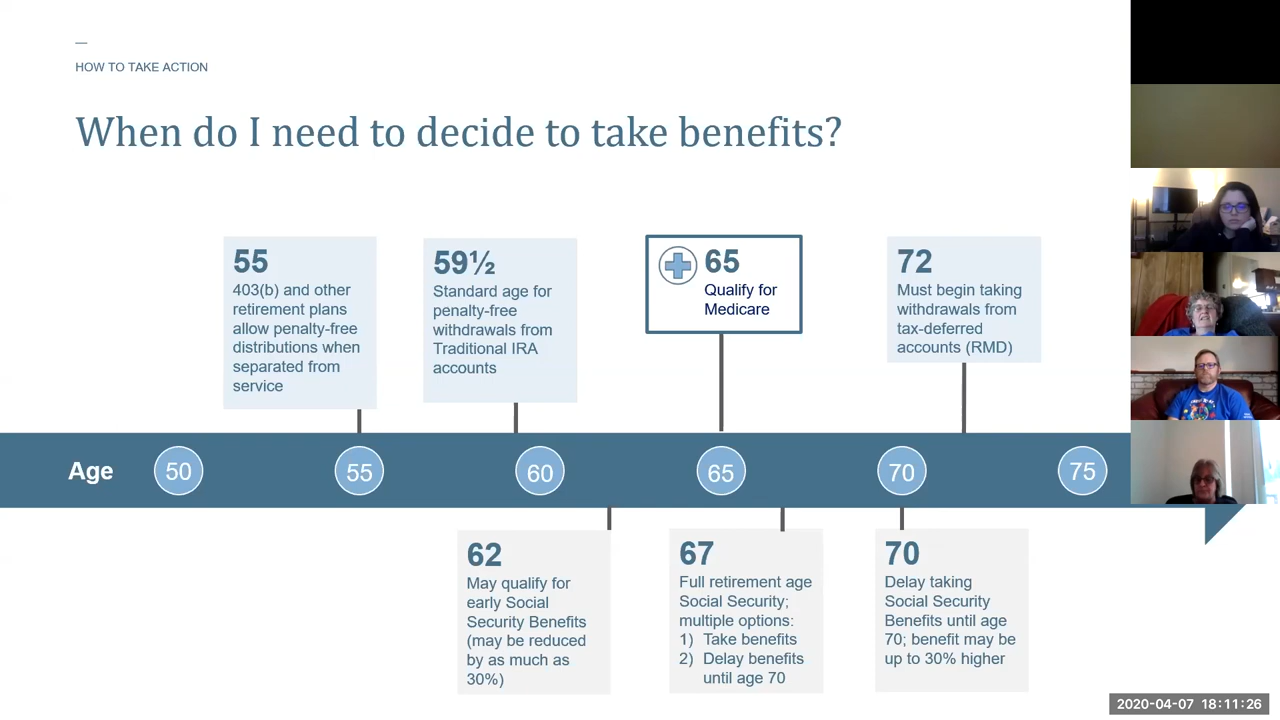 HOW TO TAKE ACTION
When do I need to decide to take benefits?
55
403(b) and other
retirement plans
allow penalty-free
distributions when
separated from
service
59½
Standard age for
penalty-free
withdrawals from
Traditional IRA
accounts
65
Qualify for
Medicare
72
Must begin taking
withdrawals from
tax-deferred
accounts (RMD)
Age 50 55 60 65 70 75
62
May qualify for
early Social
Security Benefits
(may be reduced
by as much as
30%)
67
Full retirement age
Social Security;
multiple options:
1) Take benefits
2) Delay benefits
until age 70
70
Delay taking
Social Security
Benefits until age
70; benefit may be
up to 30% higher
2020-04-07 18:11:26